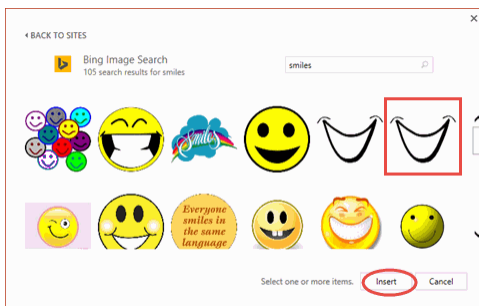 BACK TO SITES
Bing Image Search
105 search results for smiles
smiles
Smiles
Everyone
smiles in
the same
language
Select one or more items.
Insert
Cancel